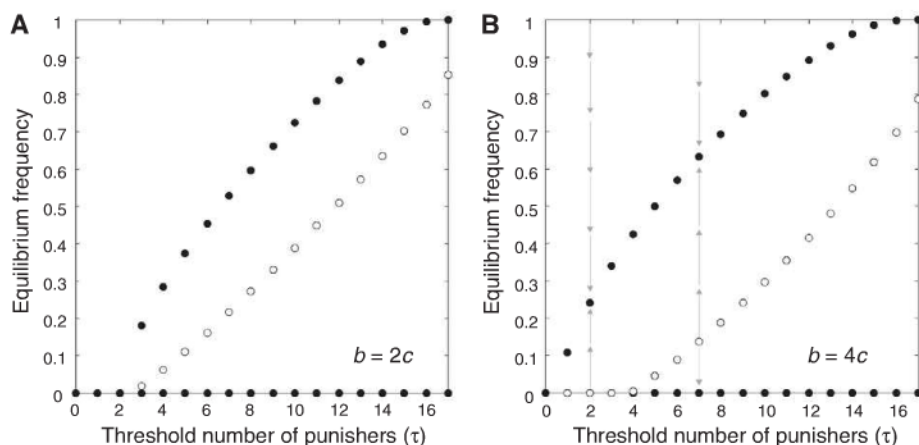 A
B
Equilibrium frequency
1
0.9
0.8
0.7
0.6
0.5
0.4
0.3
0.2
0.1
0
0 2 4 6 8 10 12 14 16
b = 2c
Threshold number of punishers (τ)
Equilibrium frequency
1
0.9
0.8
0.7
0.6
0.5
0.4
0.3
0.2
0.1
0
0 2 4 6 8 10 12 14 16
b = 4c
Threshold number of punishers (τ)